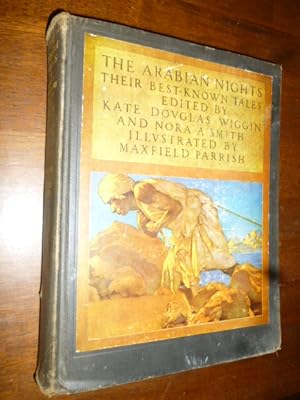 THE ARABIAN NIGHTS
THEIR BEST-KNOWN TALES
EDITED BY
KATE DOUGLAS WIGGIN
AND NORA A. SMITH
ILLVSTRATED BY
MAXFIELD PARRISH